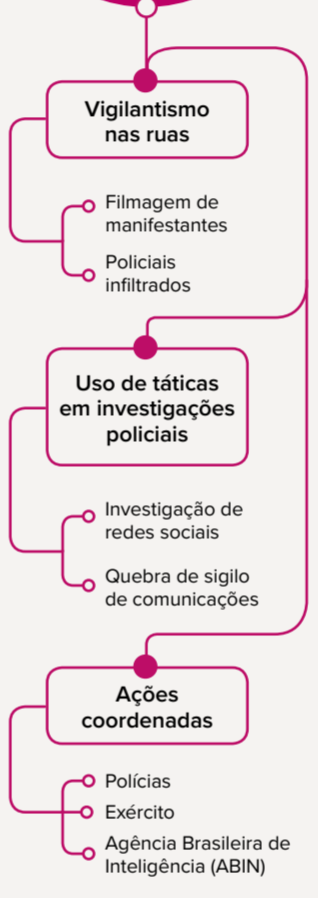 Vigilantismo
nas ruas
Filmagem de
manifestantes
Policiais
infiltrados
Uso de táticas
em investigações
policiais
Investigação de
redes sociais
Quebra de sigilo
de comunicações
Ações
coordenadas
Polícias
Exército
Agência Brasileira de
Inteligência (ABIN)